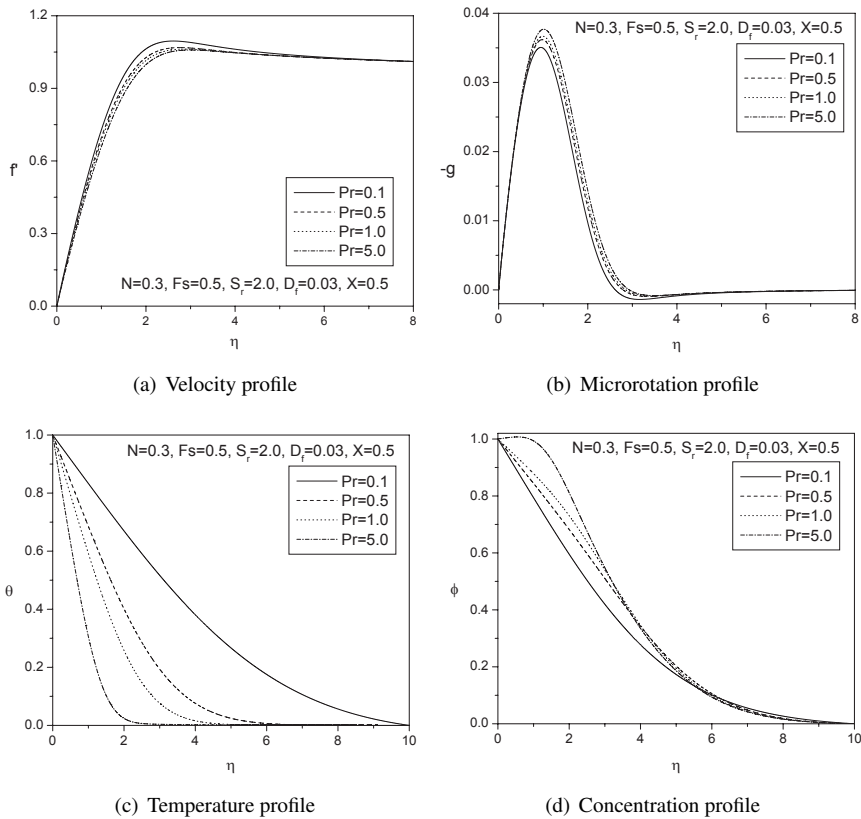 N=0.3, Fs=0.5, S_r=2.0, D_f=0.03, X=0.5
1.2
0.9
0.6
0.3
0.0
f'
Pr=0.1
Pr=0.5
Pr=1.0
Pr=5.0
N=0.3, Fs=0.5, S_r=2.0, D_f=0.03, X=0.5
0 2 4 6 8
η
(a) Velocity profile
0.04
0.03
0.02
0.01
0.00
-g
Pr=0.1
Pr=0.5
Pr=1.0
Pr=5.0
0 2 4 6 8
η
(b) Microrotation profile
N=0.3, Fs=0.5, S_r=2.0, D_f=0.03, X=0.5
1.0
0.8
0.6
0.4
0.2
0.0
θ
Pr=0.1
Pr=0.5
Pr=1.0
Pr=5.0
0 2 4 6 8 10
η
(c) Temperature profile
N=0.3, Fs=0.5, S_r=2.0, D_f=0.03, X=0.5
1.0
0.8
0.6
0.4
0.2
0.0
ϕ
Pr=0.1
Pr=0.5
Pr=1.0
Pr=5.0
0 2 4 6 8 10
η
(d) Concentration profile